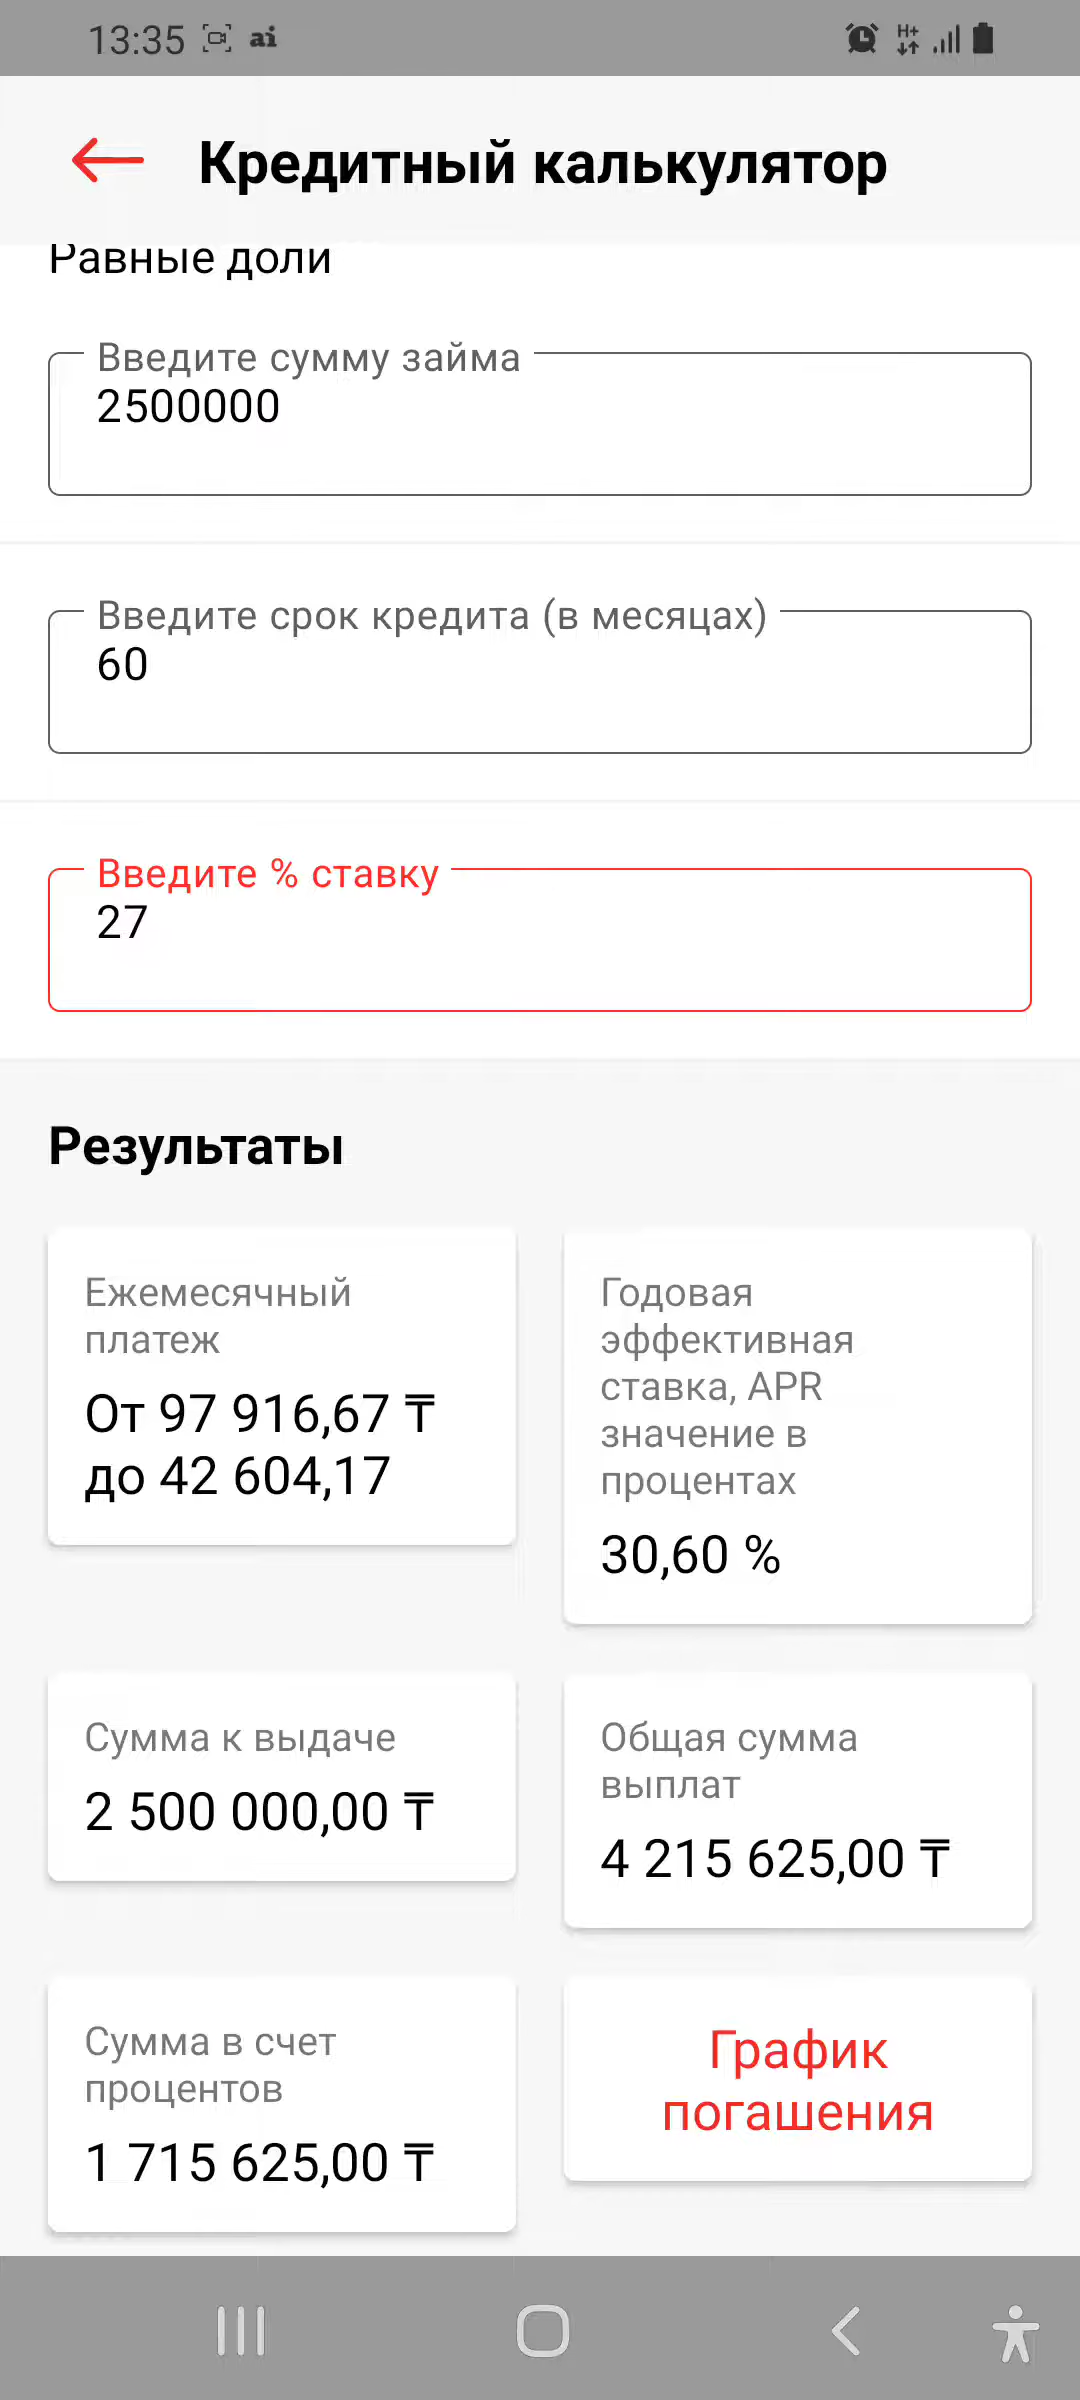 13:35 ai H+
Кредитный калькулятор
Равные доли
Введите сумму займа
2500000
Введите срок кредита (в месяцах)
60
Введите % ставку
27
Результаты
Ежемесячный
платеж
От 97 916,67 ₸
до 42 604,17
Годовая
эффективная
ставка, APR
значение в
процентах
30,60 %
Сумма к выдаче
2 500 000,00 ₸
Общая сумма
выплат
4 215 625,00 ₸
Сумма в счет
процентов
1 715 625,00 ₸
График
погашения